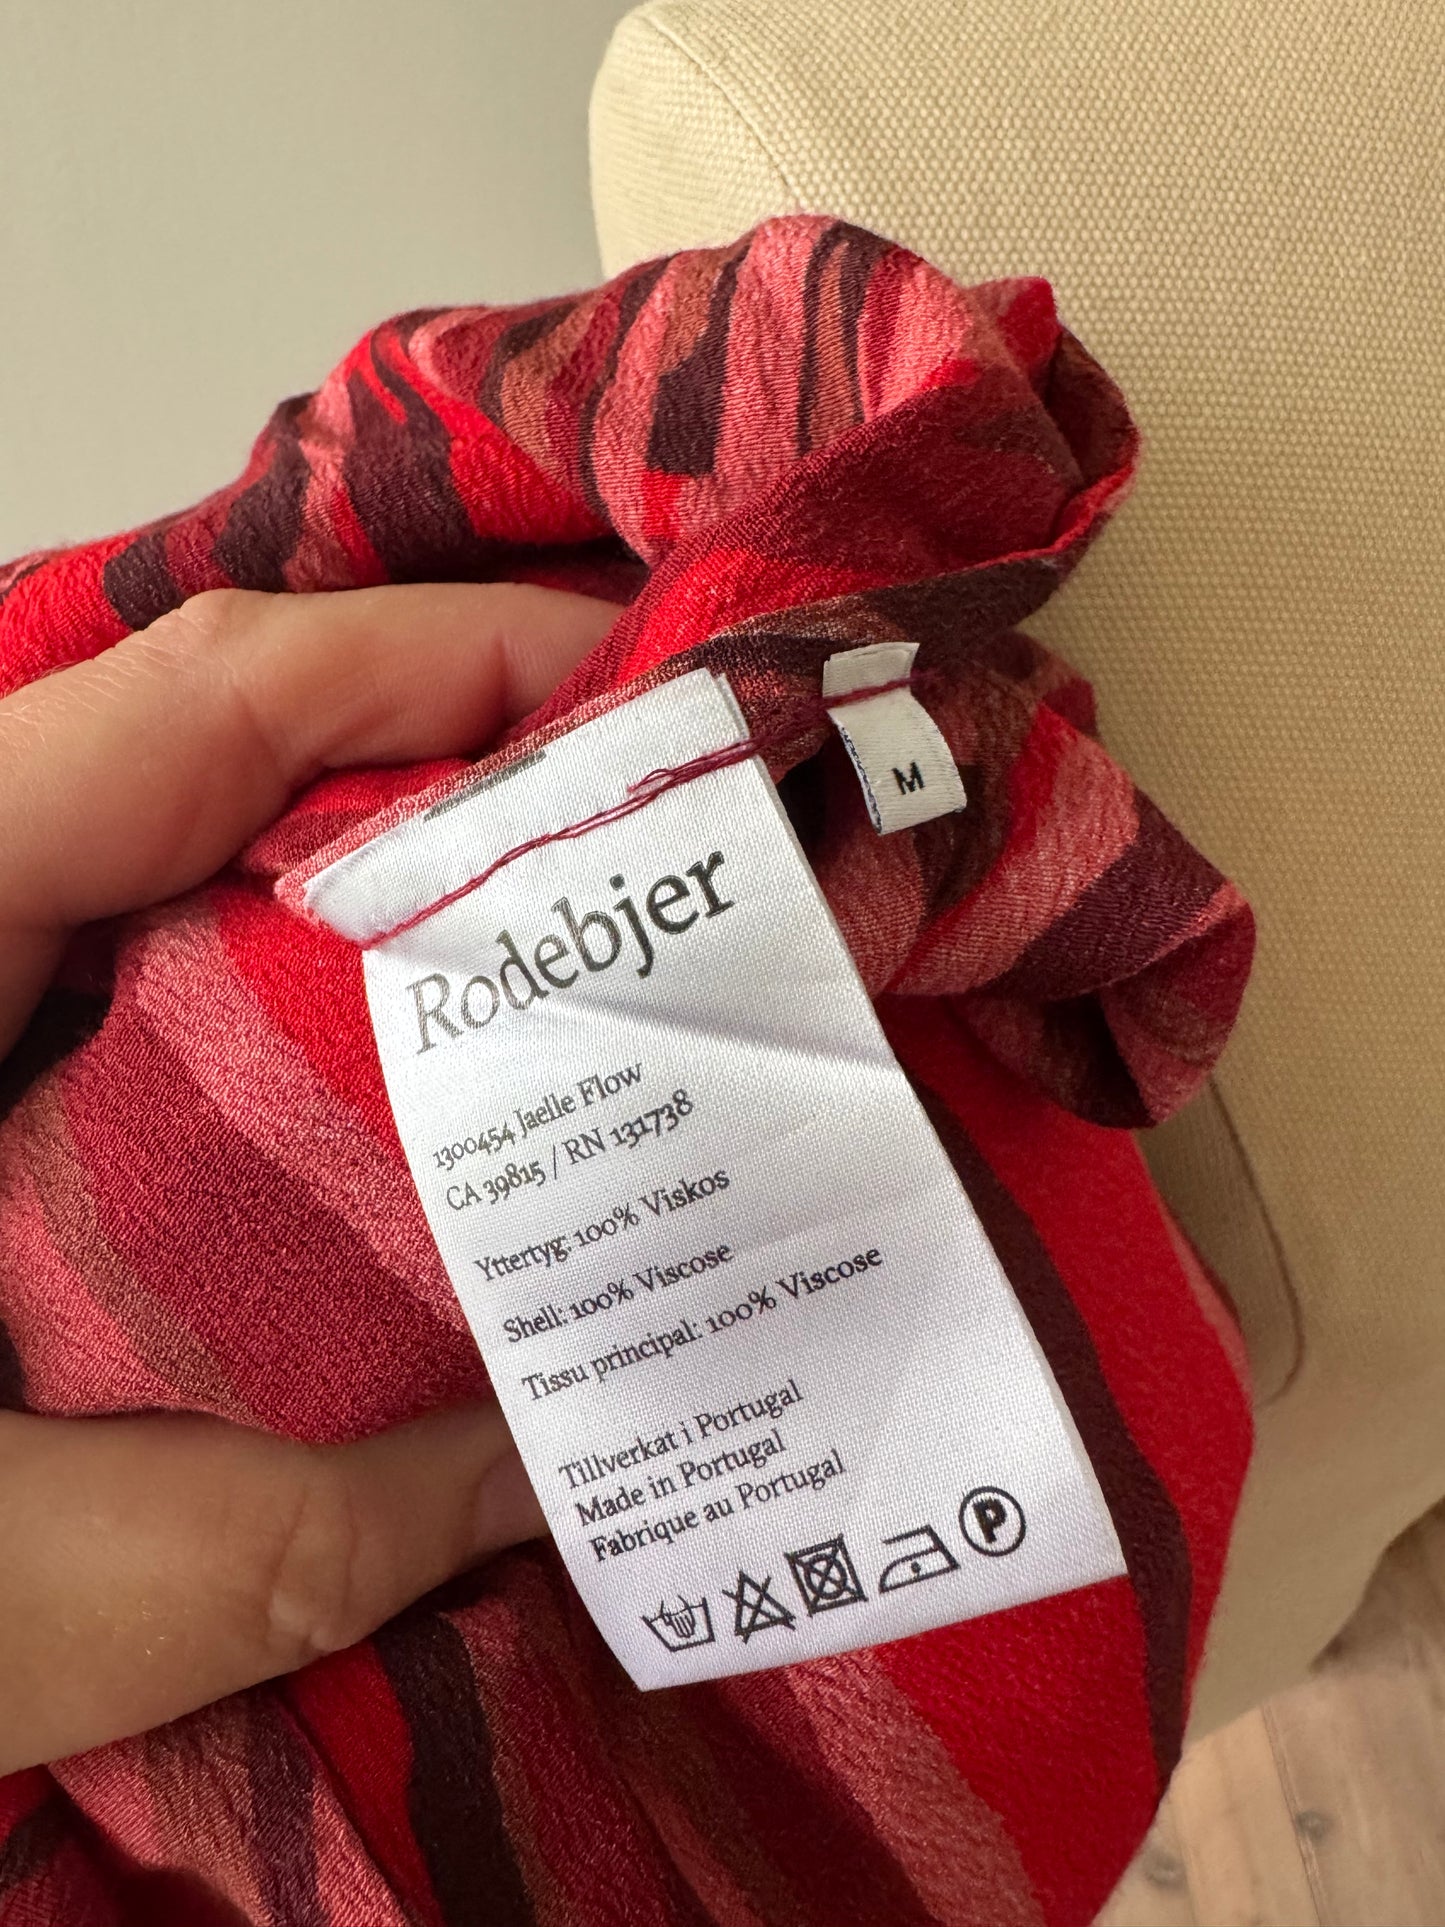 M
Rodebjer
1300454 Jaelle Flow
CA 39815 / RN 131738
Yttertyg: 100% Viskos
Shell: 100% Viscose
Tissu principal: 100% Viscose
Tillverkat i Portugal
Made in Portugal
Fabrique au Portugal
P